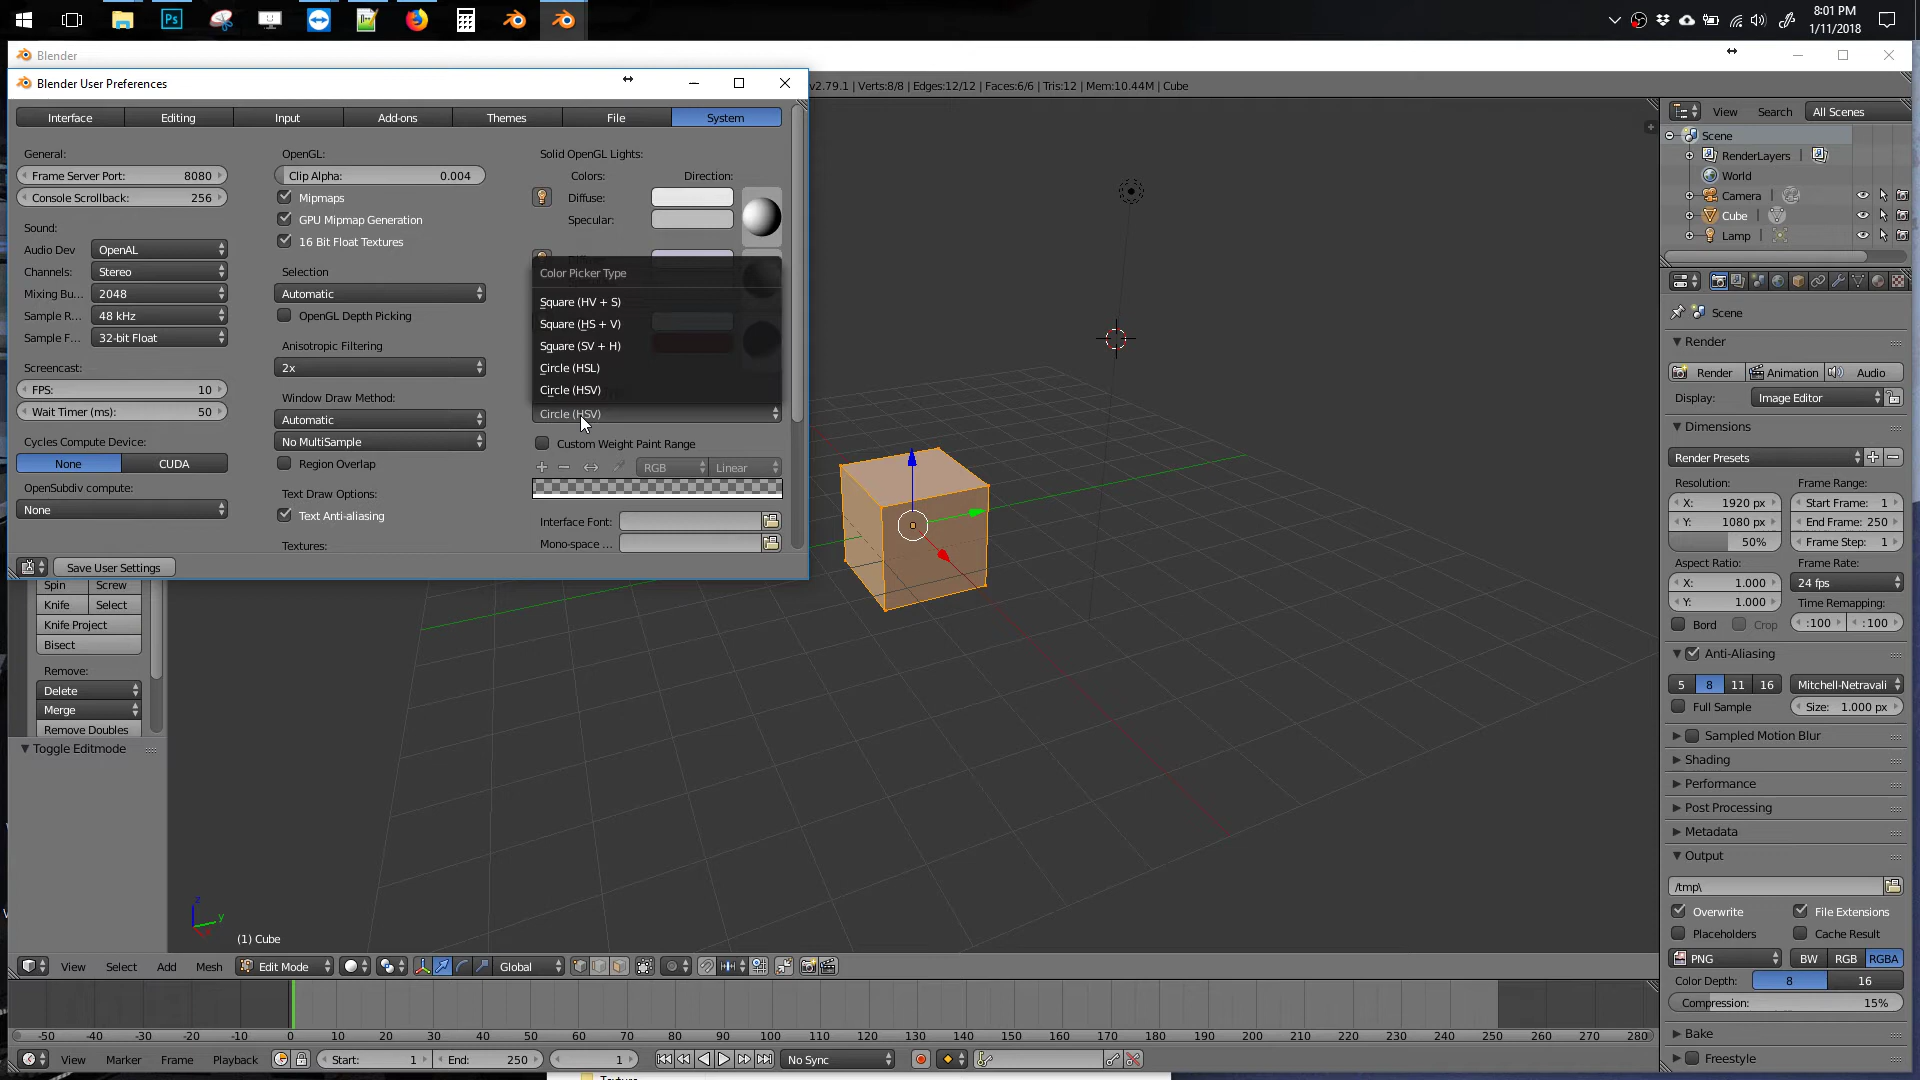 8:01 PM
1/11/2018
Blender
Blender User Preferences
v2.79.1 | Verts:8/8 | Edges:12/12 | Faces:6/6 | Tris:12 | Mem:10.44M | Cube
Interface Editing Input Add-ons Themes File System
General:
Frame Server Port: 8080
Console Scrollback: 256
Sound:
Audio Dev OpenAL
Channels: Stereo
Mixing Bu... 2048
Sample R... 48 kHz
Sample F... 32-bit Float
Screencast:
FPS: 10
Wait Timer (ms): 50
Cycles Compute Device:
None CUDA
OpenSubdiv compute:
None
OpenGL:
Clip Alpha: 0.004
Mipmaps
GPU Mipmap Generation
16 Bit Float Textures
Selection
Automatic
OpenGL Depth Picking
Anisotropic Filtering
2x
Window Draw Method:
Automatic
No MultiSample
Region Overlap
Text Draw Options:
Text Anti-aliasing
Textures:
Solid OpenGL Lights:
Colors: Direction:
Diffuse:
Specular:
Color Picker Type
Square (HV + S)
Square (HS + V)
Square (SV + H)
Circle (HSL)
Circle (HSV)
Circle (HSV)
Custom Weight Paint Range
RGB Linear
Interface Font:
Mono-space ...
Save User Settings
Spin Screw
Knife Select
Knife Project
Bisect
Remove:
Delete
Merge
Remove Doubles
Toggle Editmode
z
y
(1) Cube
View Select Add Mesh Edit Mode Global
-50 -40 -30 -20 -10 0 10 20 30 40 50 60 70 80 90 100 110 120 130 140 150 160 170 180 190 200 210 220 230 240 250 260 270 280
View Marker Frame Playback Start: 1 End: 250 1 No Sync
View Search All Scenes
Scene
RenderLayers
World
Camera
Cube
Lamp
Scene
Render
Render Animation Audio
Display: Image Editor
Dimensions
Render Presets
Resolution: Frame Range:
X: 1920 px Start Frame: 1
Y: 1080 px End Frame: 250
50% Frame Step: 1
Aspect Ratio: Frame Rate:
X: 1.000 24 fps
Y: 1.000 Time Remapping:
Bord Crop :100 :100
Anti-Aliasing
5 8 11 16 Mitchell-Netravali
Full Sample Size: 1.000 px
Sampled Motion Blur
Shading
Performance
Post Processing
Metadata
Output
/tmp\
Overwrite File Extensions
Placeholders Cache Result
PNG BW RGB RGBA
Color Depth: 8 16
Compression: 15%
Bake
Freestyle